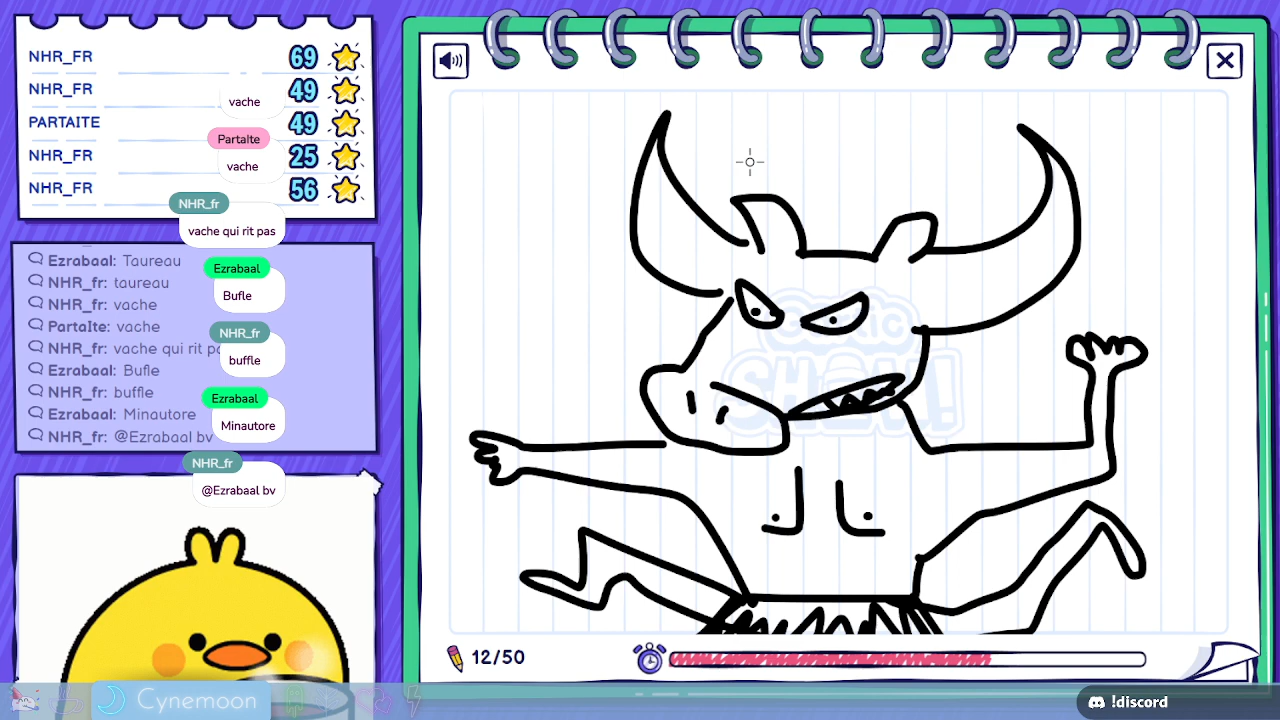 NHR_FR 69
NHR_FR 49
vache
PARTAITE 49
PartaIte
NHR_FR 25
vache
NHR_FR 56
NHR_fr
vache qui rit pas
Ezrabaal: Taureau
Ezrabaal
NHR_fr: taureau
Bufle
NHR_fr: vache
PartaIte: vache
NHR_fr
NHR_fr: vache qui rit pa
buffle
Ezrabaal: Bufle
NHR_fr: buffle
Ezrabaal
Ezrabaal: Minautore
Minautore
NHR_fr: @Ezrabaal bv
NHR_fr
@Ezrabaal bv
SHOW!
12/50
Cynemoon
!discord